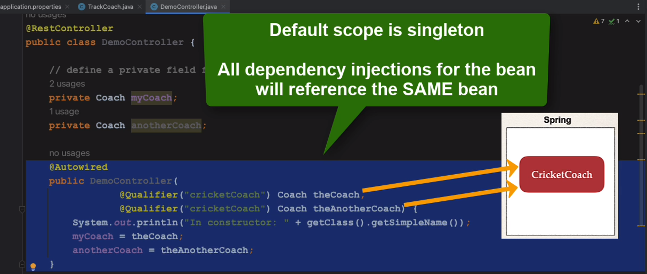 application.properties
TrackCoach.java
DemoController.java
no usages
@RestController
public class DemoController {
// define a private field f
2 usages
private Coach myCoach;
1 usage
private Coach anotherCoach;
no usages
@Autowired
public DemoController(
@Qualifier("cricketCoach") Coach theCoach,
@Qualifier("cricketCoach") Coach theAnotherCoach) {
System.out.println("In constructor: " + getClass().getSimpleName());
myCoach = theCoach;
anotherCoach = theAnotherCoach;
}
Default scope is singleton
All dependency injections for the bean
will reference the SAME bean
7 1
Spring
CricketCoach